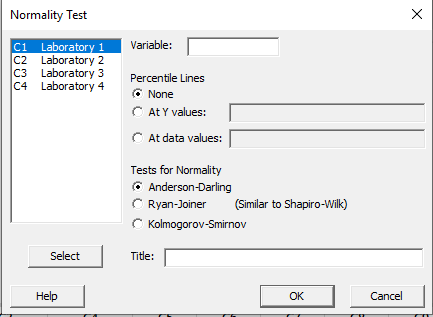 Normality Test
C1 Laboratory 1
C2 Laboratory 2
C3 Laboratory 3
C4 Laboratory 4
Variable:
Percentile Lines
None
At Y values:
At data values:
Tests for Normality
Anderson-Darling
Ryan-Joiner (Similar to Shapiro-Wilk)
Kolmogorov-Smirnov
Select
Title:
Help
OK
Cancel